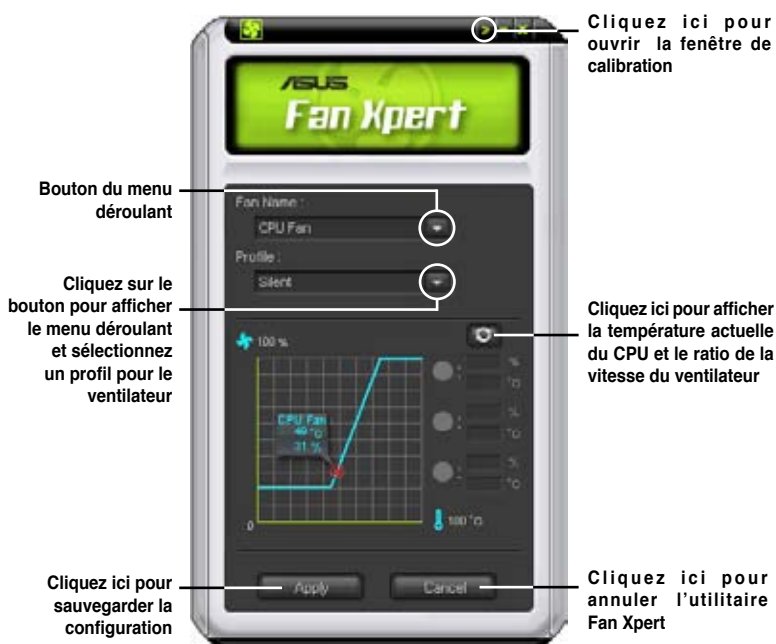 Cliquez ici pour
ouvrir la fenêtre de
calibration
ASUS
Fan Xpert
Bouton du menu
déroulant
Fan Name :
CPU Fan
Profile :
Silent
Cliquez sur le
bouton pour afficher
le menu déroulant
et sélectionnez
un profil pour le
ventilateur
Cliquez ici pour afficher
la température actuelle
du CPU et le ratio de la
vitesse du ventilateur
100 %
CPU Fan
°C
31 %
: %
°C
: %
°C
: %
°C
0
100 °C
Apply
Cancel
Cliquez ici pour
sauvegarder la
configuration
Cliquez ici pour
annuler l'utilitaire
Fan Xpert